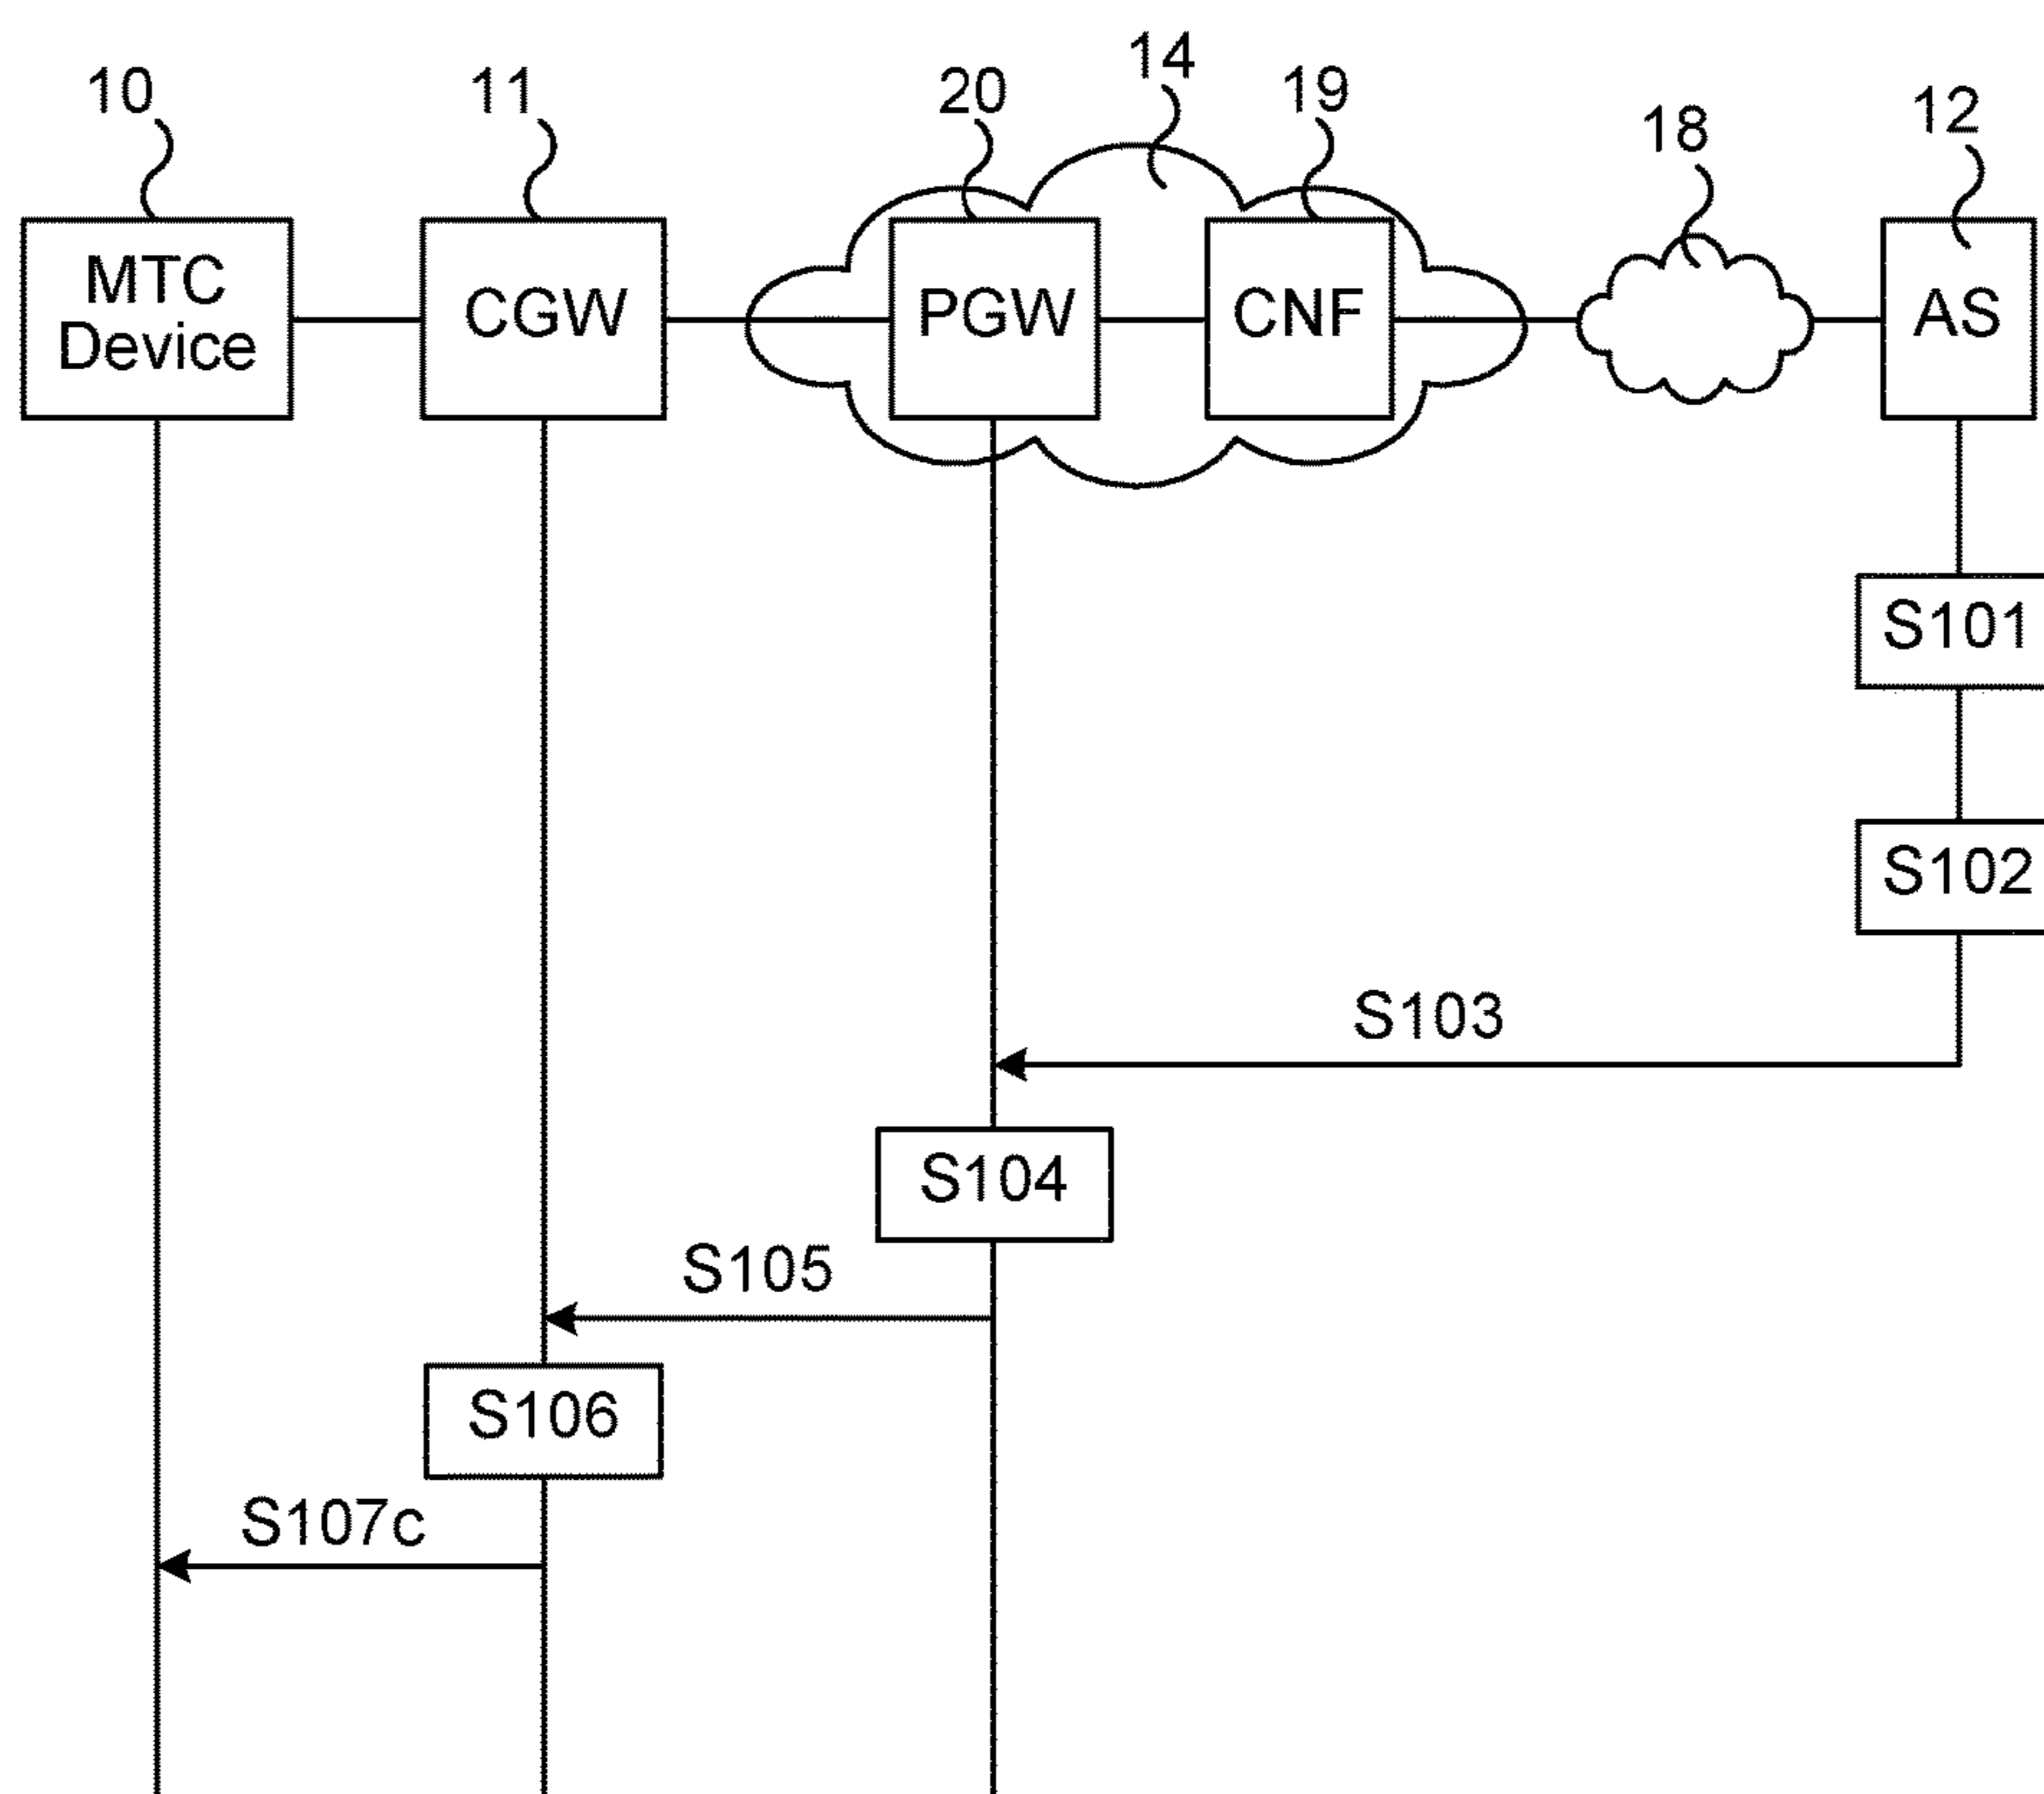 10
11
20
14
19
18
12
MTC
Device
CGW
PGW
CNF
AS
S101
S102
S103
S104
S105
S106
S107c